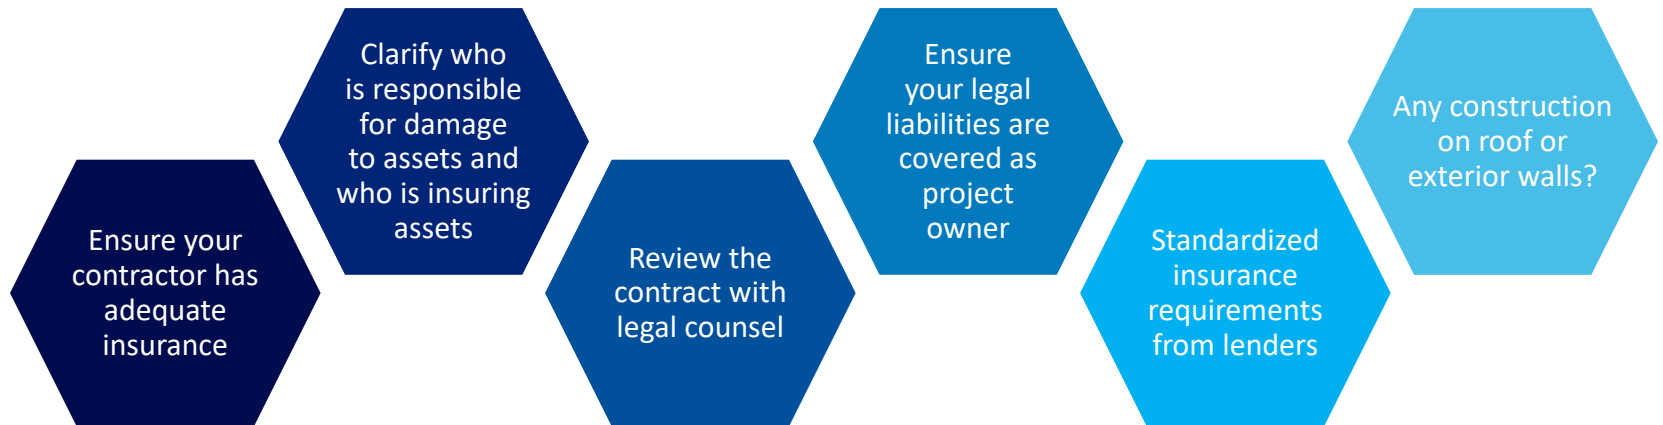 Ensure your
contractor has
adequate
insurance
Clarify who
is responsible
for damage
to assets and
who is insuring
assets
Review the
contract with
legal counsel
Ensure
your legal
liabilities are
covered as
project
owner
Standardized
insurance
requirements
from lenders
Any construction
on roof or
exterior walls?